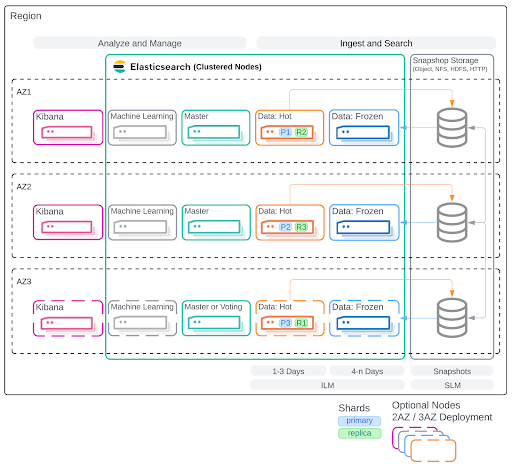 Region
Analyze and Manage
Ingest and Search
Elasticsearch (Clustered Nodes)
Snapshop Storage
(Object, NFS, HDFS, HTTP)
AZ1
Kibana
Machine Learning
Master
Data: Hot
P1 R2
Data: Frozen
AZ2
Kibana
Machine Learning
Master
Data: Hot
P2 R3
Data: Frozen
AZ3
Kibana
Machine Learning
Master or Voting
Data: Hot
P3 R1
Data: Frozen
1-3 Days
4-n Days
Snapshots
ILM
SLM
Shards
primary
replica
Optional Nodes
2AZ / 3AZ Deployment